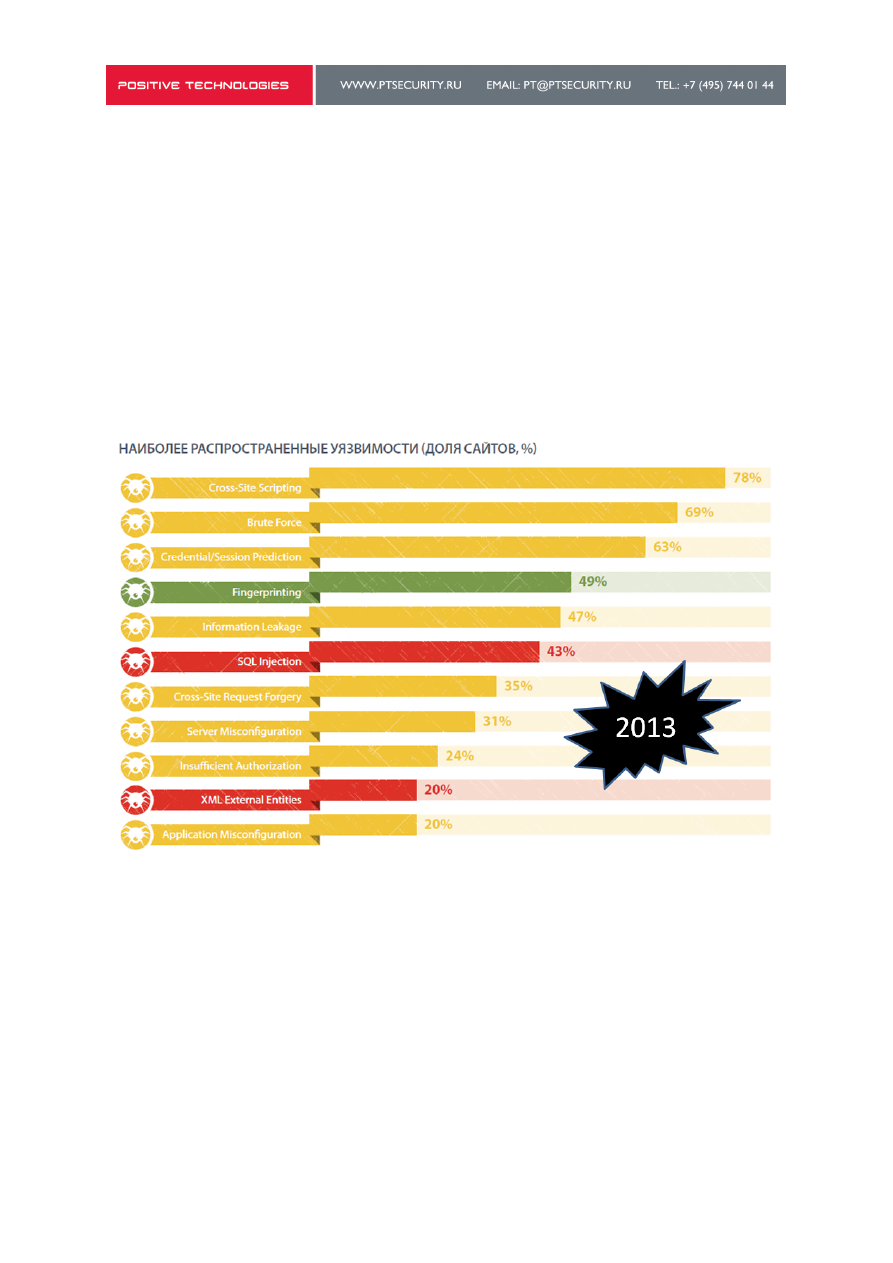 POSITIVE TECHNOLOGIES WWW.PTSECURITY.RU EMAIL: PT@PTSECURITY.RU TEL.: +7 (495) 744 01 44
НАИБОЛЕЕ РАСПРОСТРАНЕННЫЕ УЯЗВИМОСТИ (ДОЛЯ САЙТОВ, %)
Cross-Site Scripting 78%
Brute Force 69%
Credential/Session Prediction 63%
Fingerprinting 49%
Information Leakage 47%
SQL Injection 43%
Cross-Site Request Forgery 35%
Server Misconfiguration 31%
2013
Insufficient Authorization 24%
XML External Entities 20%
Application Misconfiguration 20%